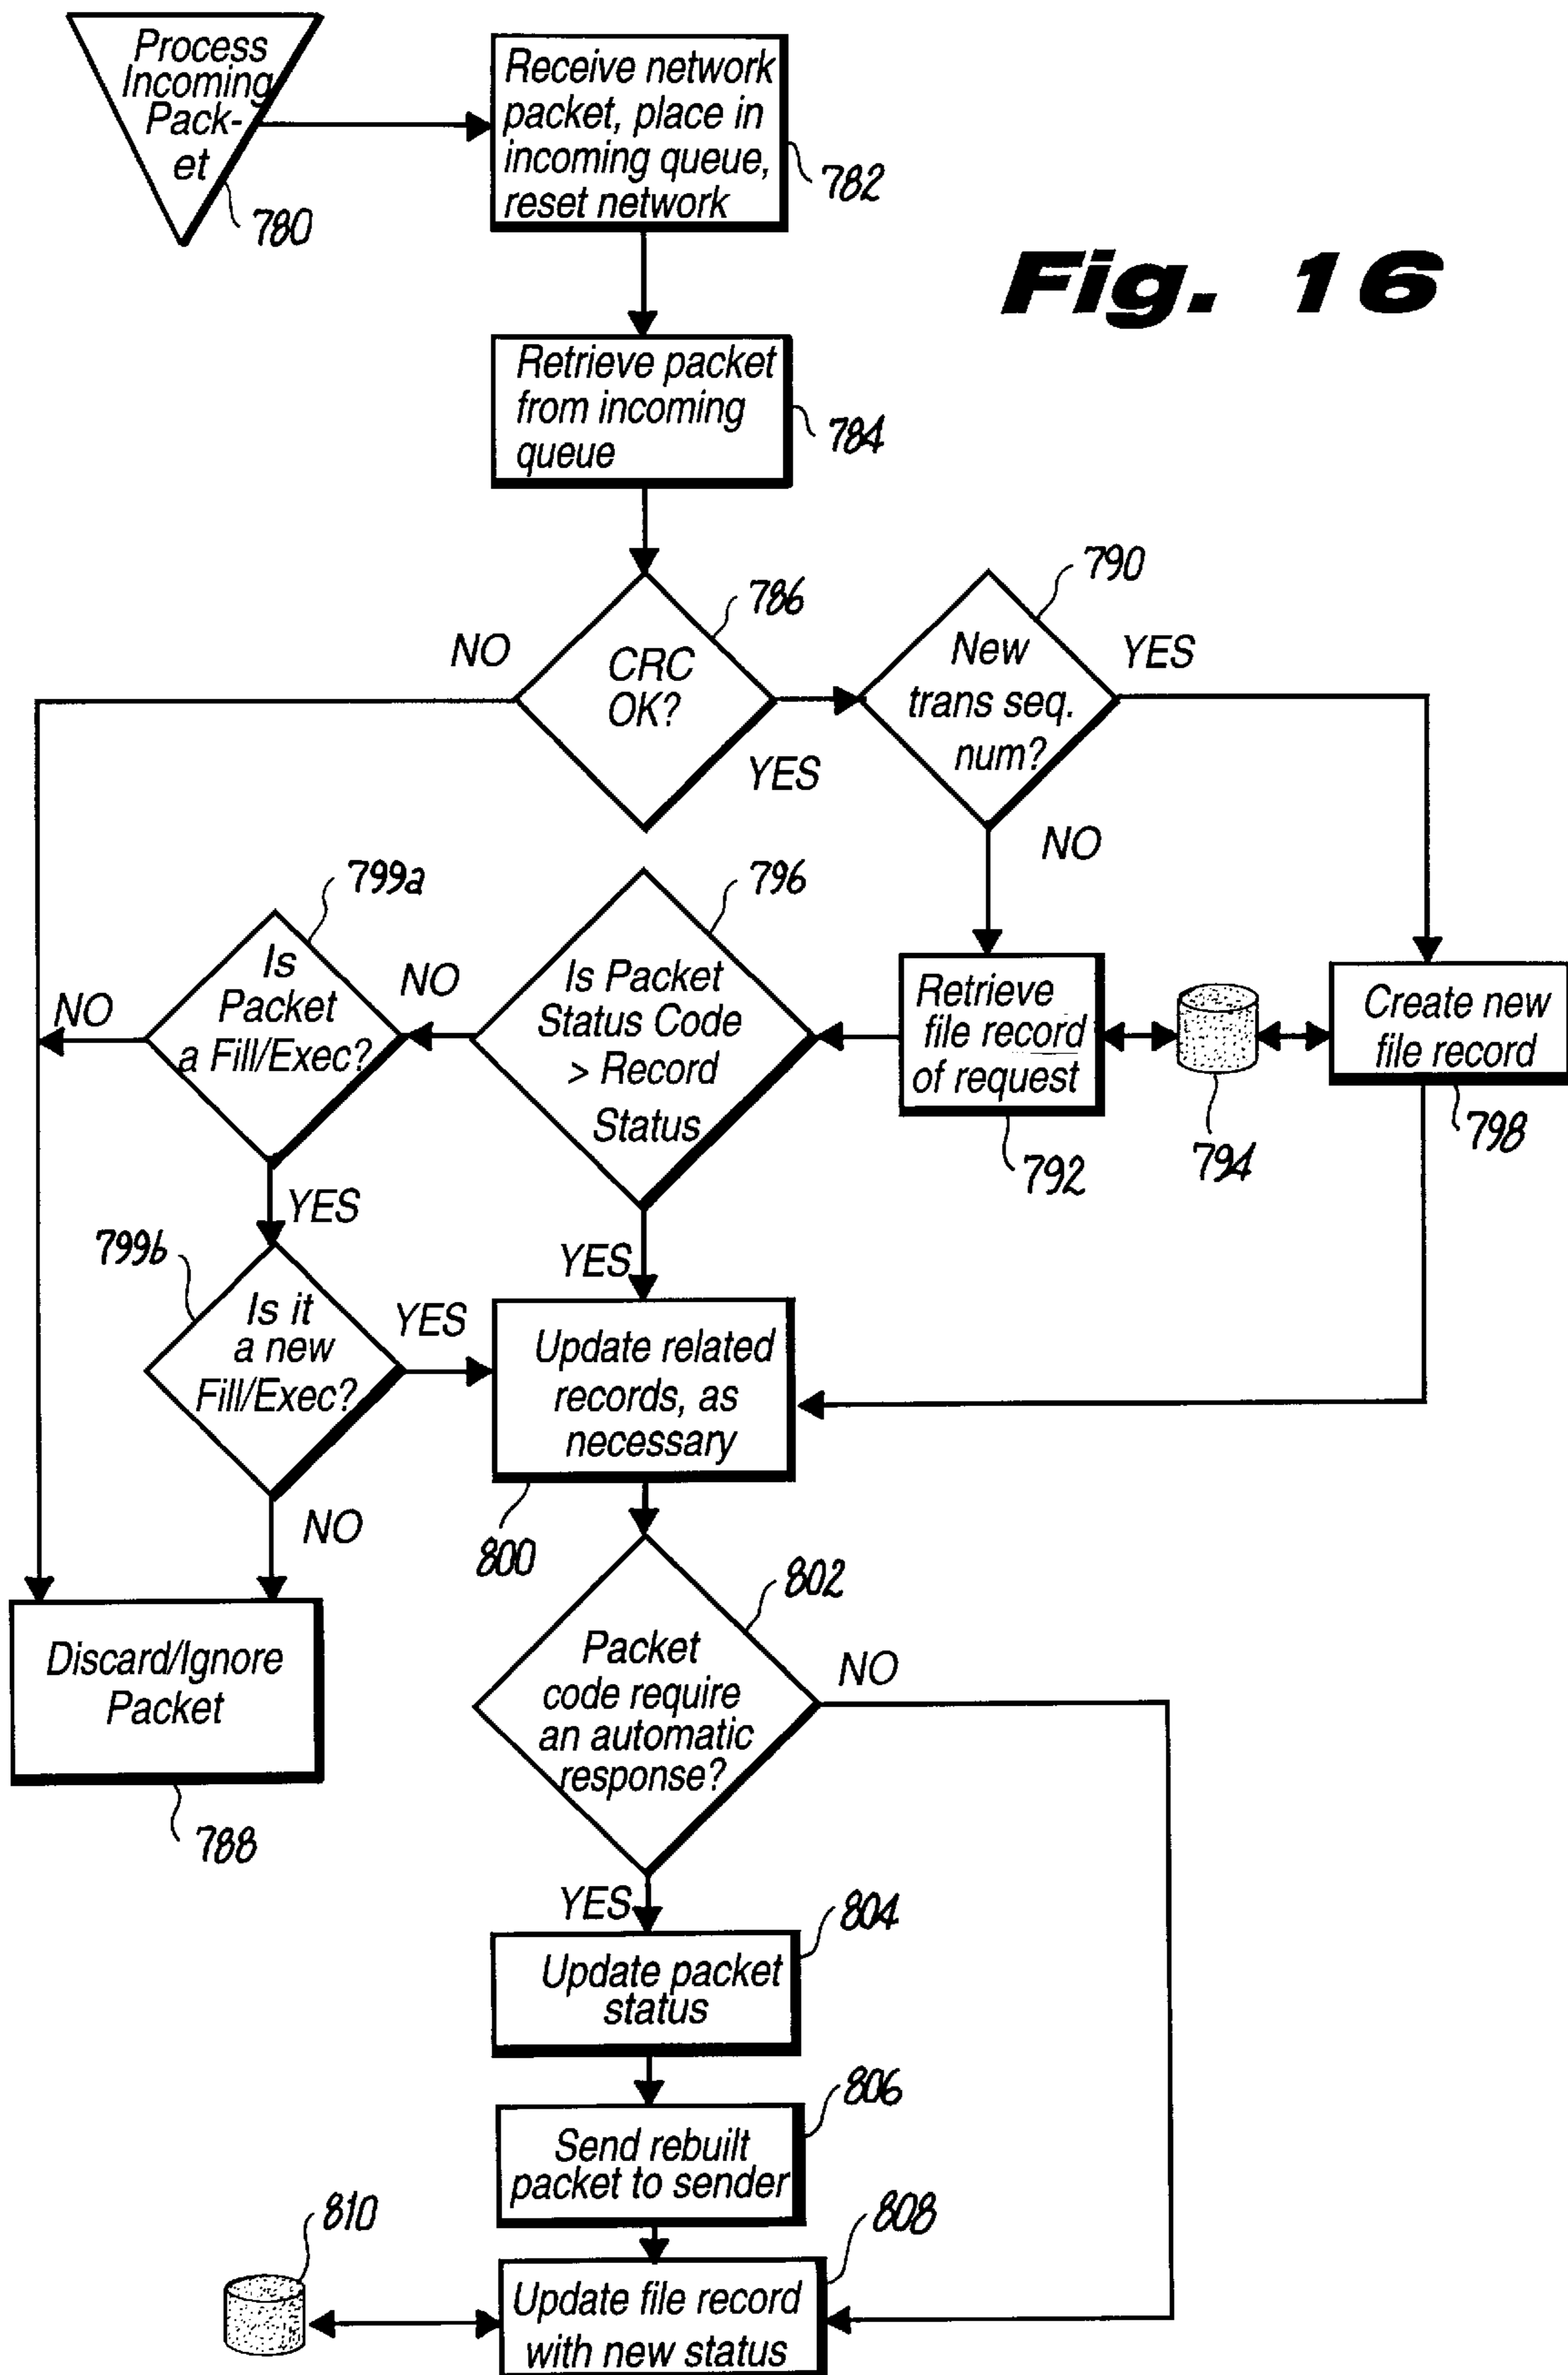 Process
Incoming
Pack-
et
780
Receive network
packet, place in
incoming queue,
reset network
782
Fig. 16
Retrieve packet
from incoming
queue
784
786
NO
CRC
OK?
YES
790
New
trans seq.
num?
YES
NO
799a
Is
Packet
a Fill/Exec?
NO
NO
YES
796
Is Packet
Status Code
> Record
Status
YES
Retrieve
file record
of request
792
794
Create new
file record
798
799b
Is it
a new
Fill/Exec?
YES
NO
Update related
records, as
necessary
800
Discard/Ignore
Packet
788
802
Packet
code require
an automatic
response?
NO
YES
804
Update packet
status
806
Send rebuilt
packet to sender
810
808
Update file record
with new status